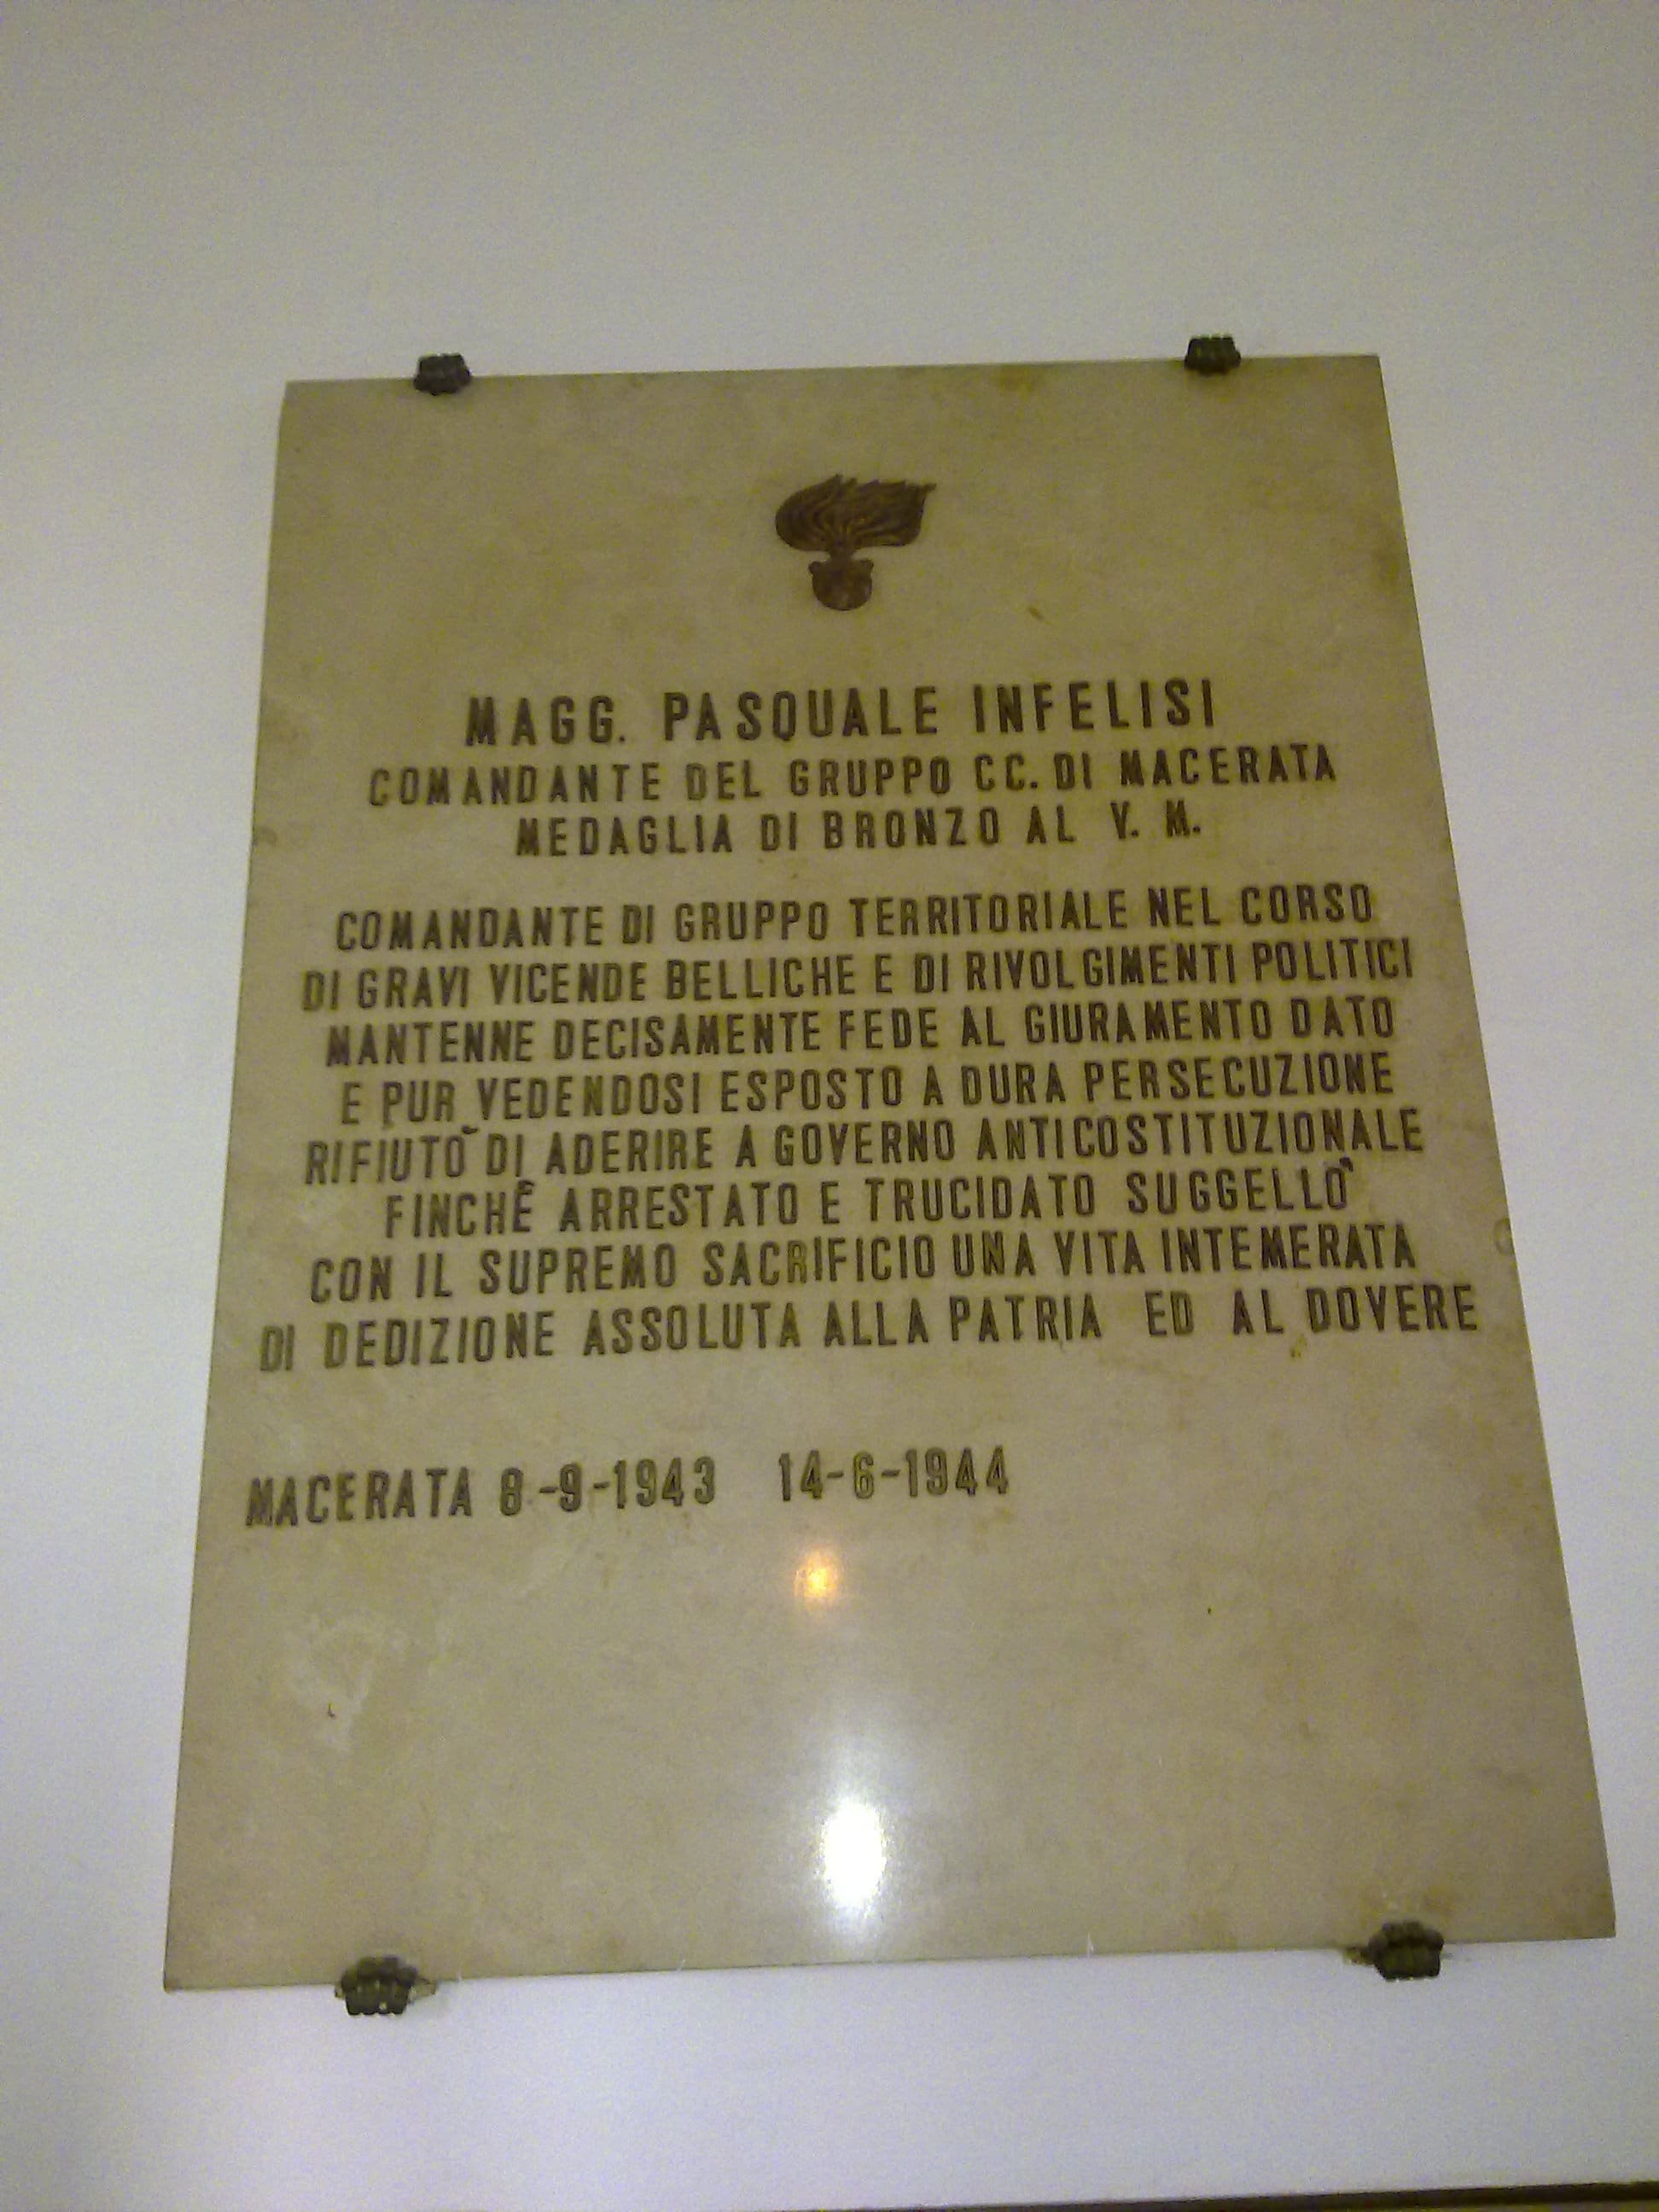 MAGG. PASQUALE INFELISI
COMANDANTE DEL GRUPPO CC. DI MACERATA
MEDAGLIA DI BRONZO AL V. M.
COMANDANTE DI GRUPPO TERRITORIALE NEL CORSO
DI GRAVI VICENDE BELLICHE E DI RIVOLGIMENTI POLITICI
MANTENNE DECISAMENTE FEDE AL GIURAMENTO DATO
E PUR VEDENDOSI ESPOSTO A DURA PERSECUZIONE
RIFIUTÒ DI ADERIRE A GOVERNO ANTICOSTITUZIONALE
FINCHÈ ARRESTATO E TRUCIDATO SUGGELLÒ
CON IL SUPREMO SACRIFICIO UNA VITA INTEMERATA
DI DEDIZIONE ASSOLUTA ALLA PATRIA ED AL DOVERE
MACERATA 8-9-1943 14-6-1944